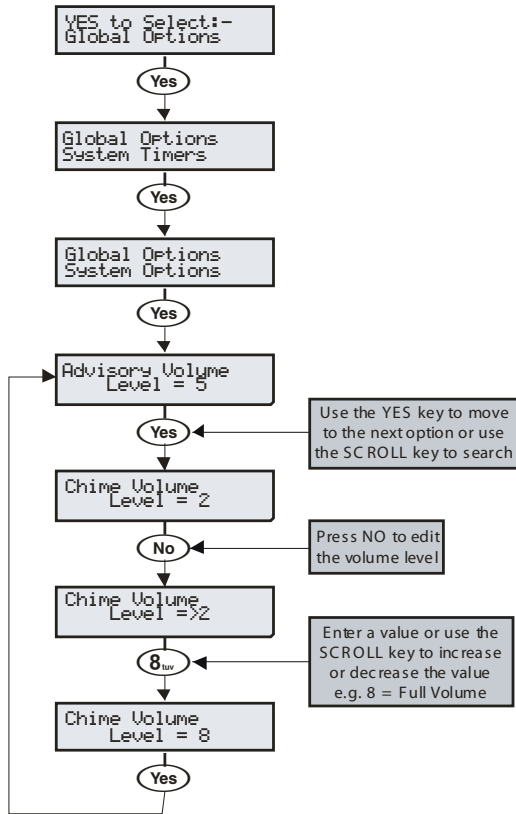 YES to Select:-
Global Options
Yes
Global Options
System Timers
Yes
Global Options
System Options
Yes
Advisory Volume
Level = 5
Yes
Use the YES key to move
to the next option or use
the SCROLL key to search
Chime Volume
Level = 2
No
Press NO to edit
the volume level
Chime Volume
Level =>2
8tuv
Enter a value or use the
SCROLL key to increase
or decrease the value
e.g. 8 = Full Volume
Chime Volume
Level = 8
Yes